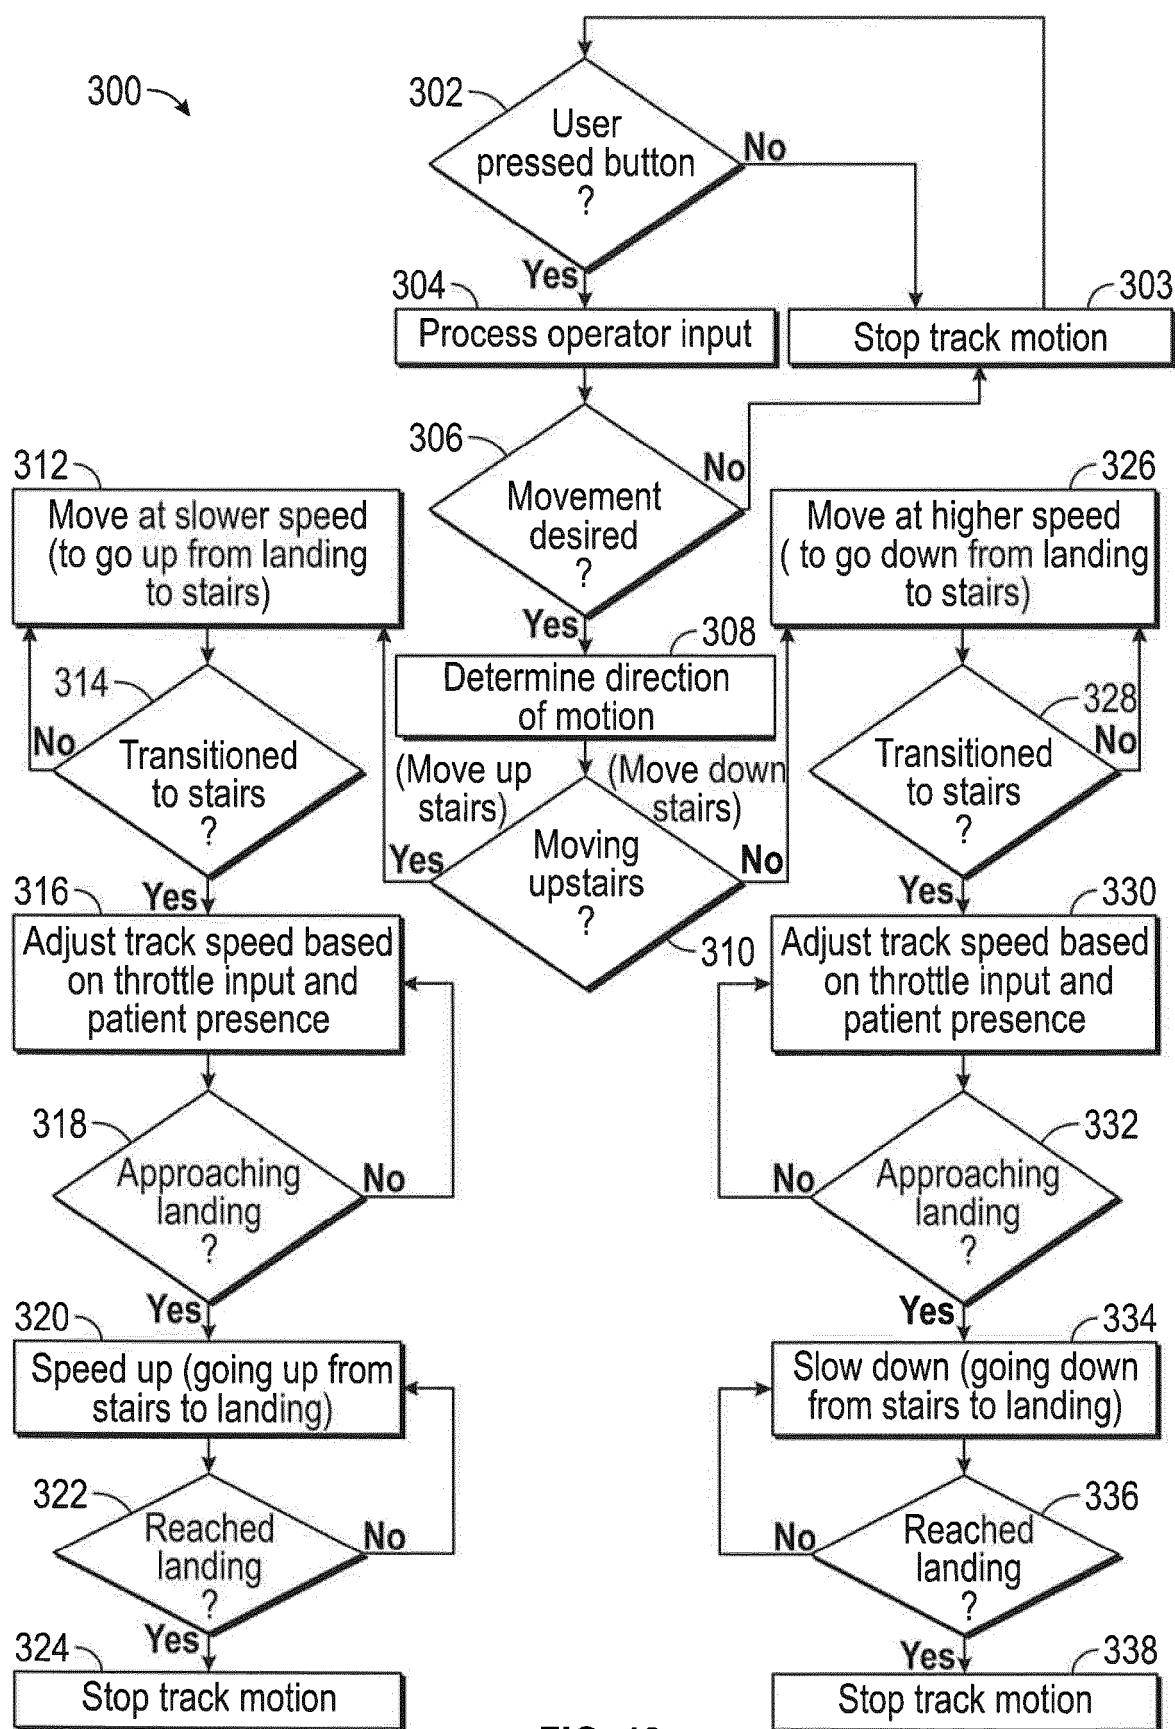 300
302
User
pressed button
?
No
Yes
304
Process operator input
303
Stop track motion
306
Movement
desired
?
No
Yes
308
Determine direction
of motion
(Move up
stairs)
(Move down
stairs)
Moving
upstairs
?
Yes
No
310
312
Move at slower speed
(to go up from landing
to stairs)
314
Transitioned
to stairs
?
No
Yes
316
Adjust track speed based
on throttle input and
patient presence
318
Approaching
landing
?
No
Yes
320
Speed up (going up from
stairs to landing)
322
Reached
landing
?
No
Yes
324
Stop track motion
326
Move at higher speed
( to go down from landing
to stairs)
328
Transitioned
to stairs
?
No
Yes
330
Adjust track speed based
on throttle input and
patient presence
332
Approaching
landing
?
No
Yes
334
Slow down (going down
from stairs to landing)
336
Reached
landing
?
No
Yes
338
Stop track motion